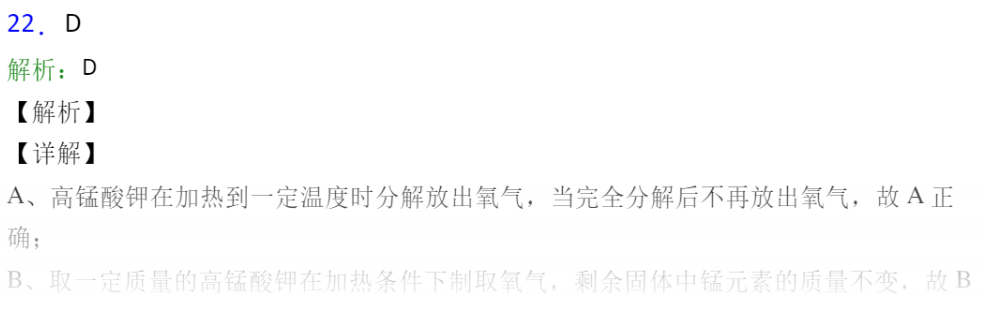 22．D
解析：D
【解析】
【详解】
A、高锰酸钾在加热到一定温度时分解放出氧气，当完全分解后不再放出氧气，故 A 正
确；
B、取一定质量的高锰酸钾在加热条件下制取氧气，剩余固体中锰元素的质量不变，故 B